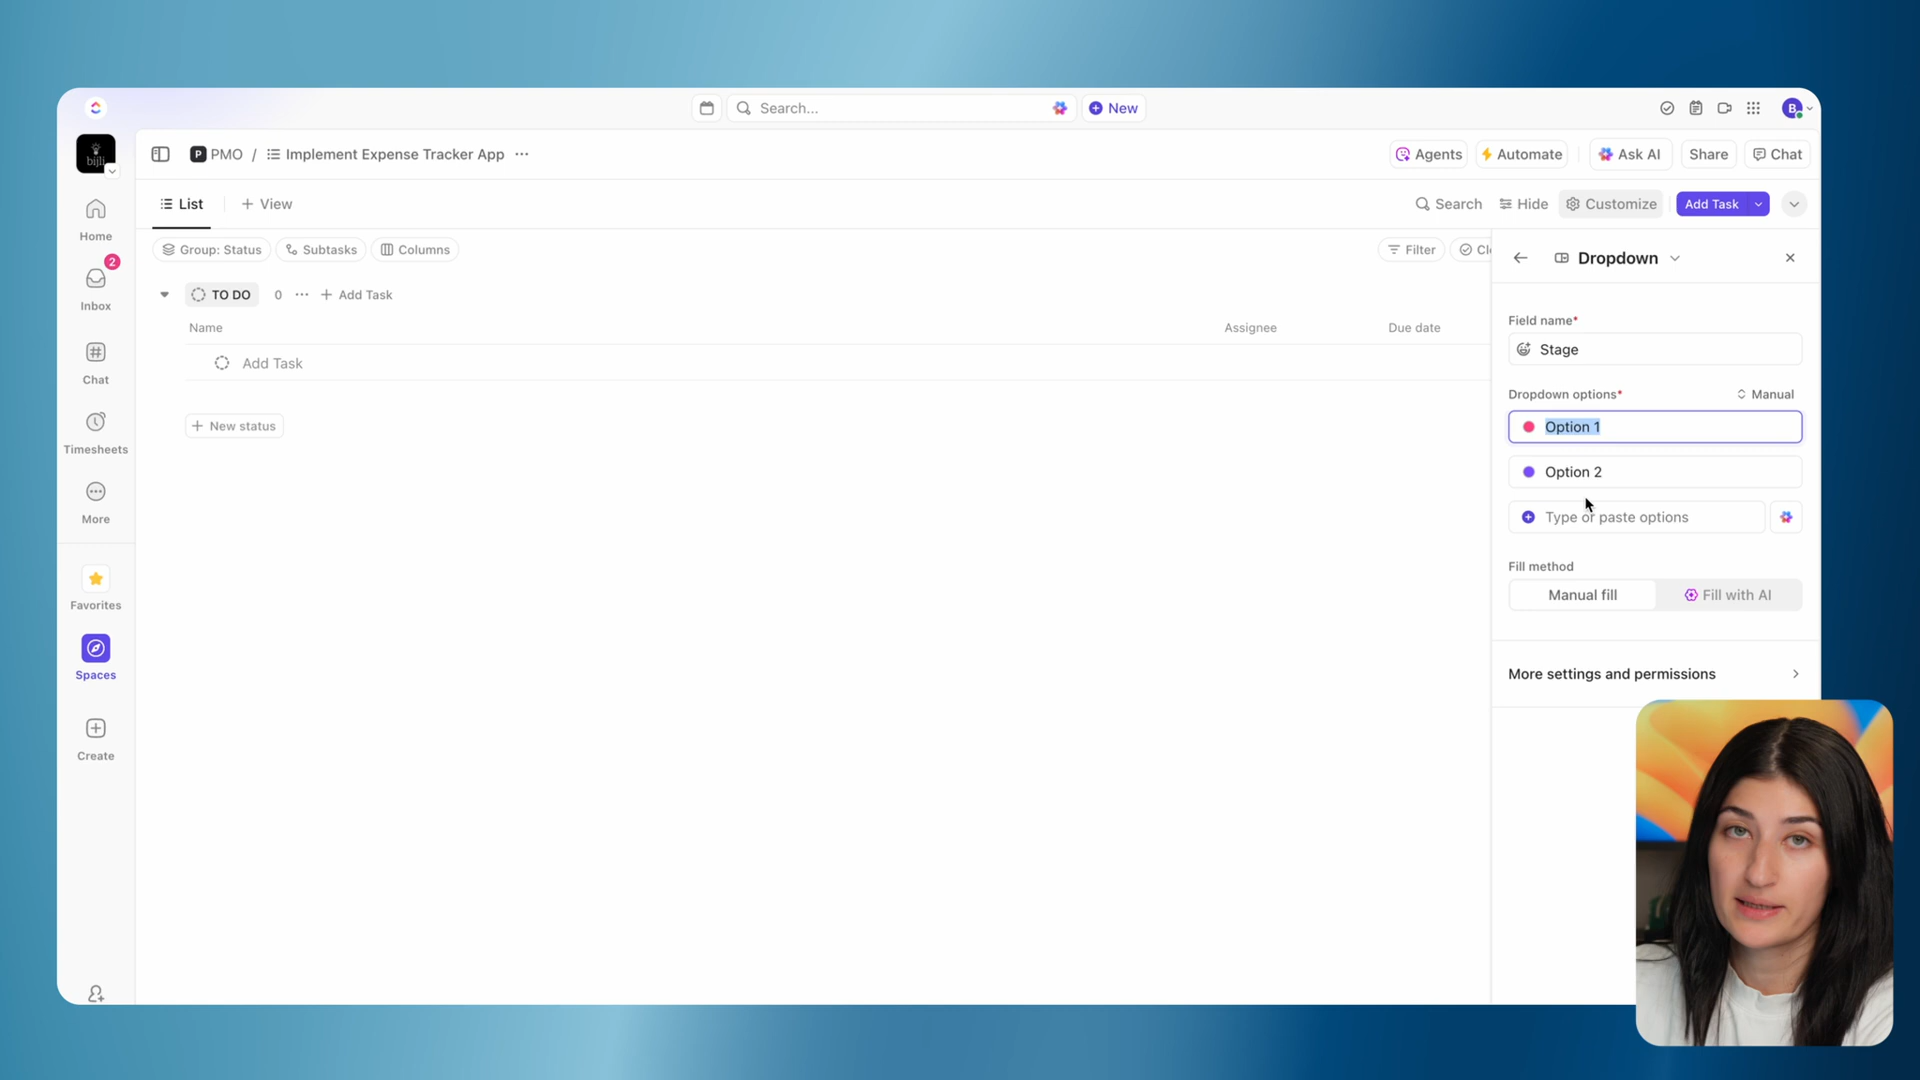 Search...
New
B
bijli
PMO / Implement Expense Tracker App
Agents
Automate
Ask AI
Share
Chat
List
View
Search
Hide
Customize
Add Task
Group: Status
Subtasks
Columns
Filter
Clo
Home
2
Inbox
Chat
Timesheets
More
Favorites
Spaces
Create
TO DO
0
Add Task
Name
Assignee
Due date
Add Task
New status
Dropdown
Field name*
Stage
Dropdown options*
Manual
Option 1
Option 2
Type or paste options
Fill method
Manual fill
Fill with AI
More settings and permissions